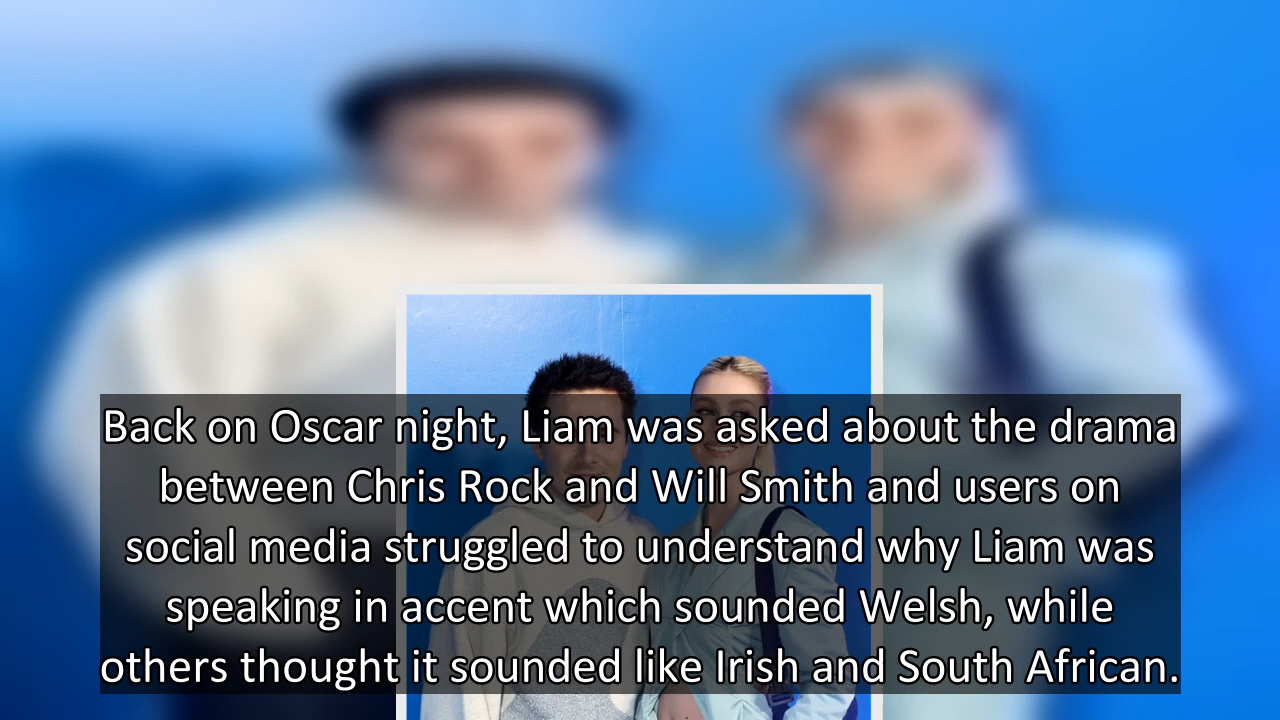 Back on Oscar night, Liam was asked about the drama
between Chris Rock and Will Smith and users on
social media struggled to understand why Liam was
speaking in accent which sounded Welsh, while
others thought it sounded like Irish and South African.